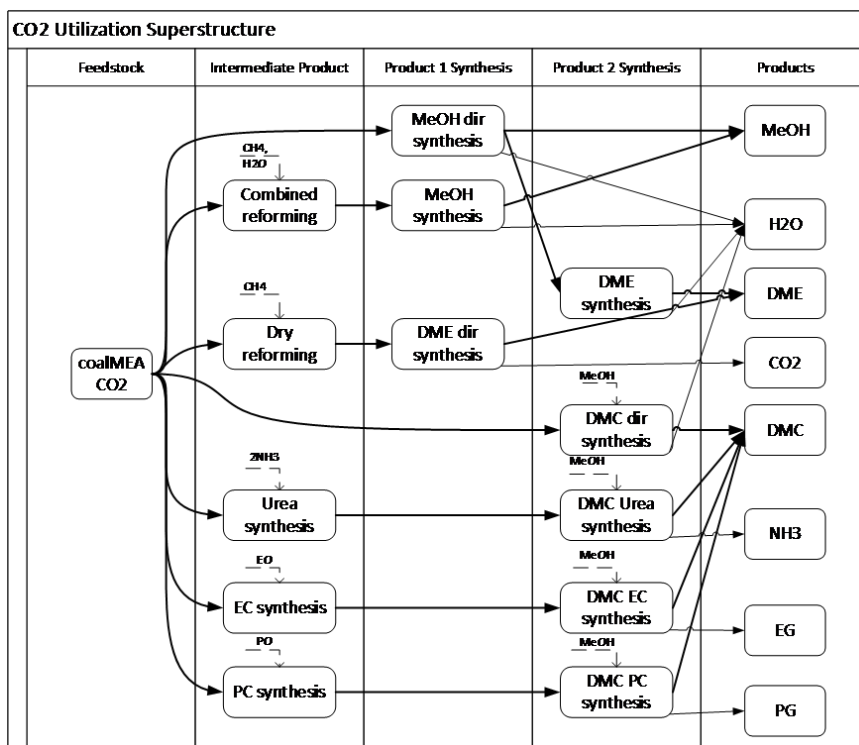 CO2 Utilization Superstructure
Feedstock
Intermediate Product
Product 1 Synthesis
Product 2 Synthesis
Products
MeOH dir
synthesis
MeOH
CH4,
H2O
Combined
reforming
MeOH
synthesis
H2O
DME
synthesis
DME
CH4
Dry
reforming
DME dir
synthesis
CO2
coalMEA
CO2
MeOH
DMC dir
synthesis
DMC
2NH3
Urea
synthesis
MeOH
DMC Urea
synthesis
NH3
EO
EC synthesis
MeOH
DMC EC
synthesis
EG
PO
PC synthesis
MeOH
DMC PC
synthesis
PG